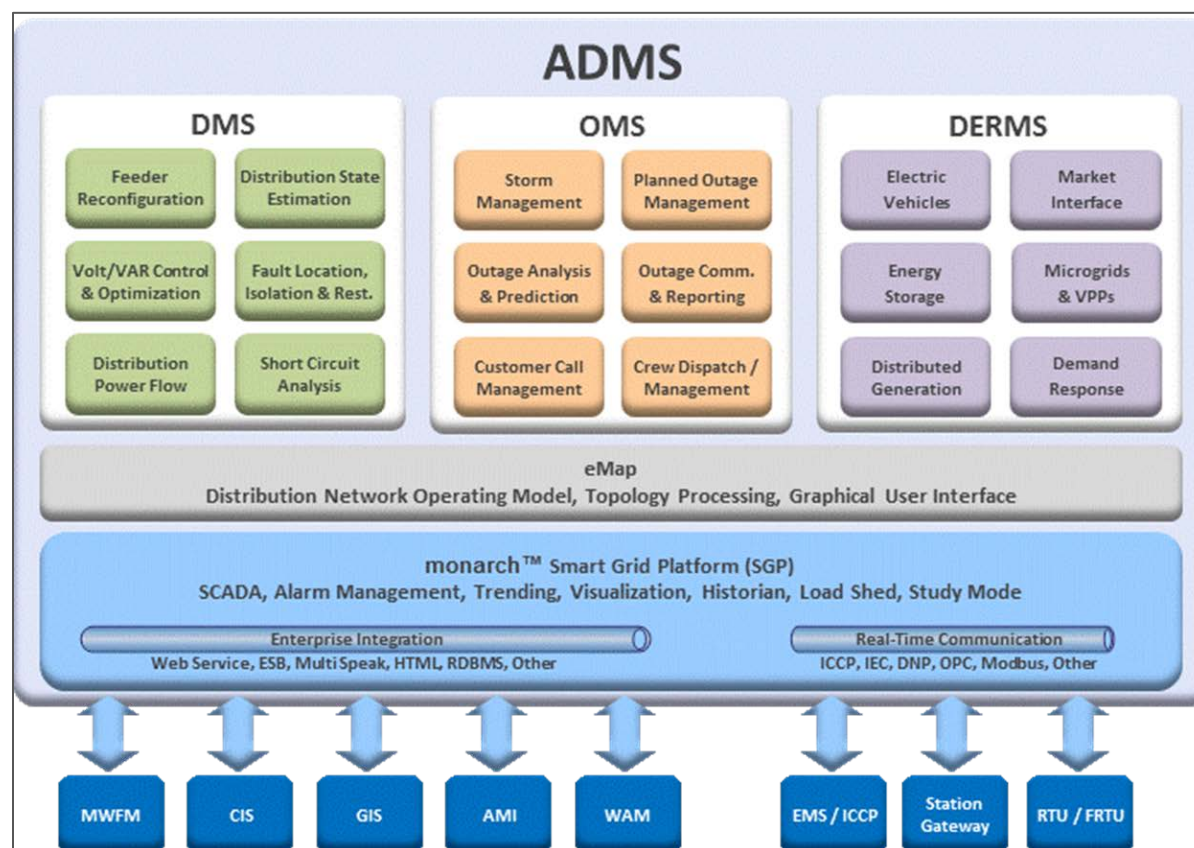 ADMS
DMS
Feeder
Reconfiguration
Distribution State
Estimation
Volt/VAR Control
& Optimization
Fault Location,
Isolation & Rest.
Distribution
Power Flow
Short Circuit
Analysis
OMS
Storm
Management
Planned Outage
Management
Outage Analysis
& Prediction
Outage Comm.
& Reporting
Customer Call
Management
Crew Dispatch /
Management
DERMS
Electric
Vehicles
Market
Interface
Energy
Storage
Microgrids
& VPPs
Distributed
Generation
Demand
Response
eMap
Distribution Network Operating Model, Topology Processing, Graphical User Interface
monarch™ Smart Grid Platform (SGP)
SCADA, Alarm Management, Trending, Visualization, Historian, Load Shed, Study Mode
Enterprise Integration
Web Service, ESB, Multi Speak, HTML, RDBMS, Other
Real-Time Communication
ICCP, IEC, DNP, OPC, Modbus, Other
MWFM
CIS
GIS
AMI
WAM
EMS / ICCP
Station
Gateway
RTU / FRTU